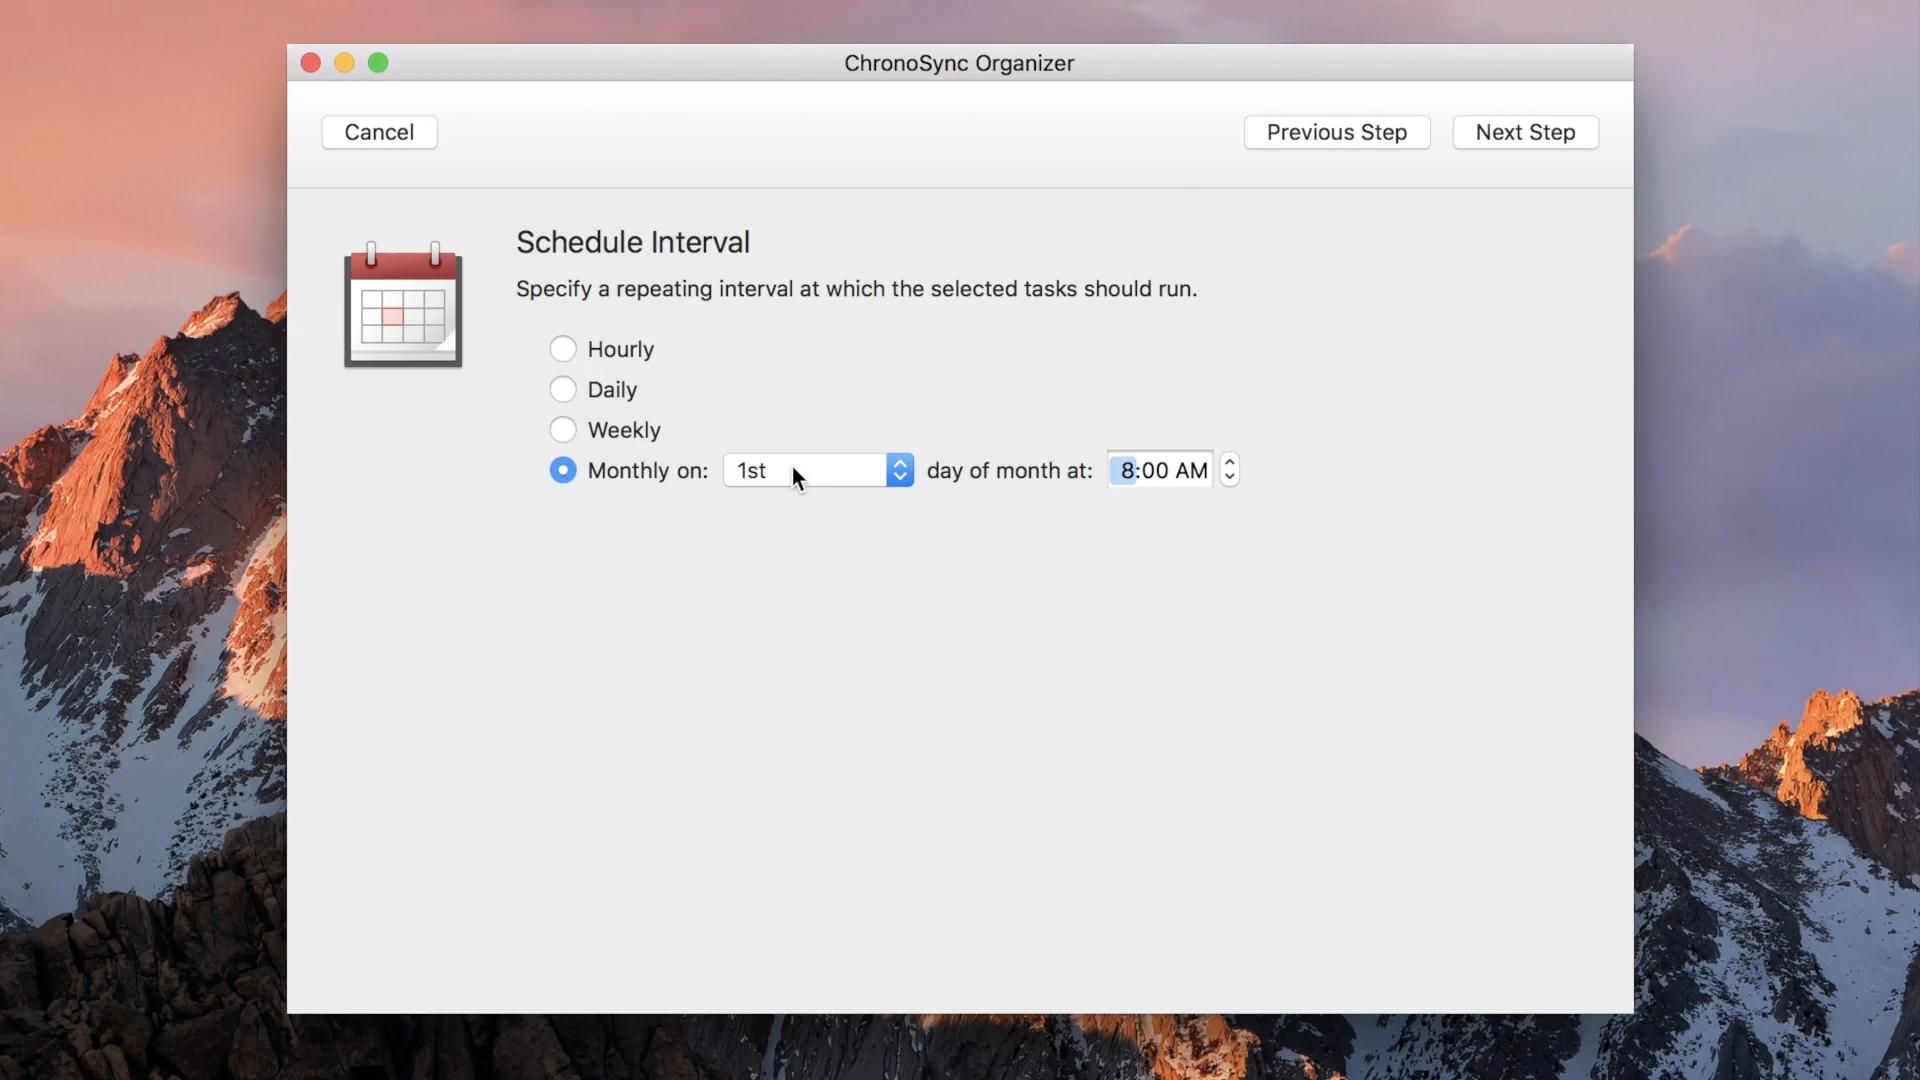 ChronoSync Organizer
Cancel
Previous Step
Next Step
Schedule Interval
Specify a repeating interval at which the selected tasks should run.
Hourly
Daily
Weekly
Monthly on: 1st day of month at: 8:00 AM